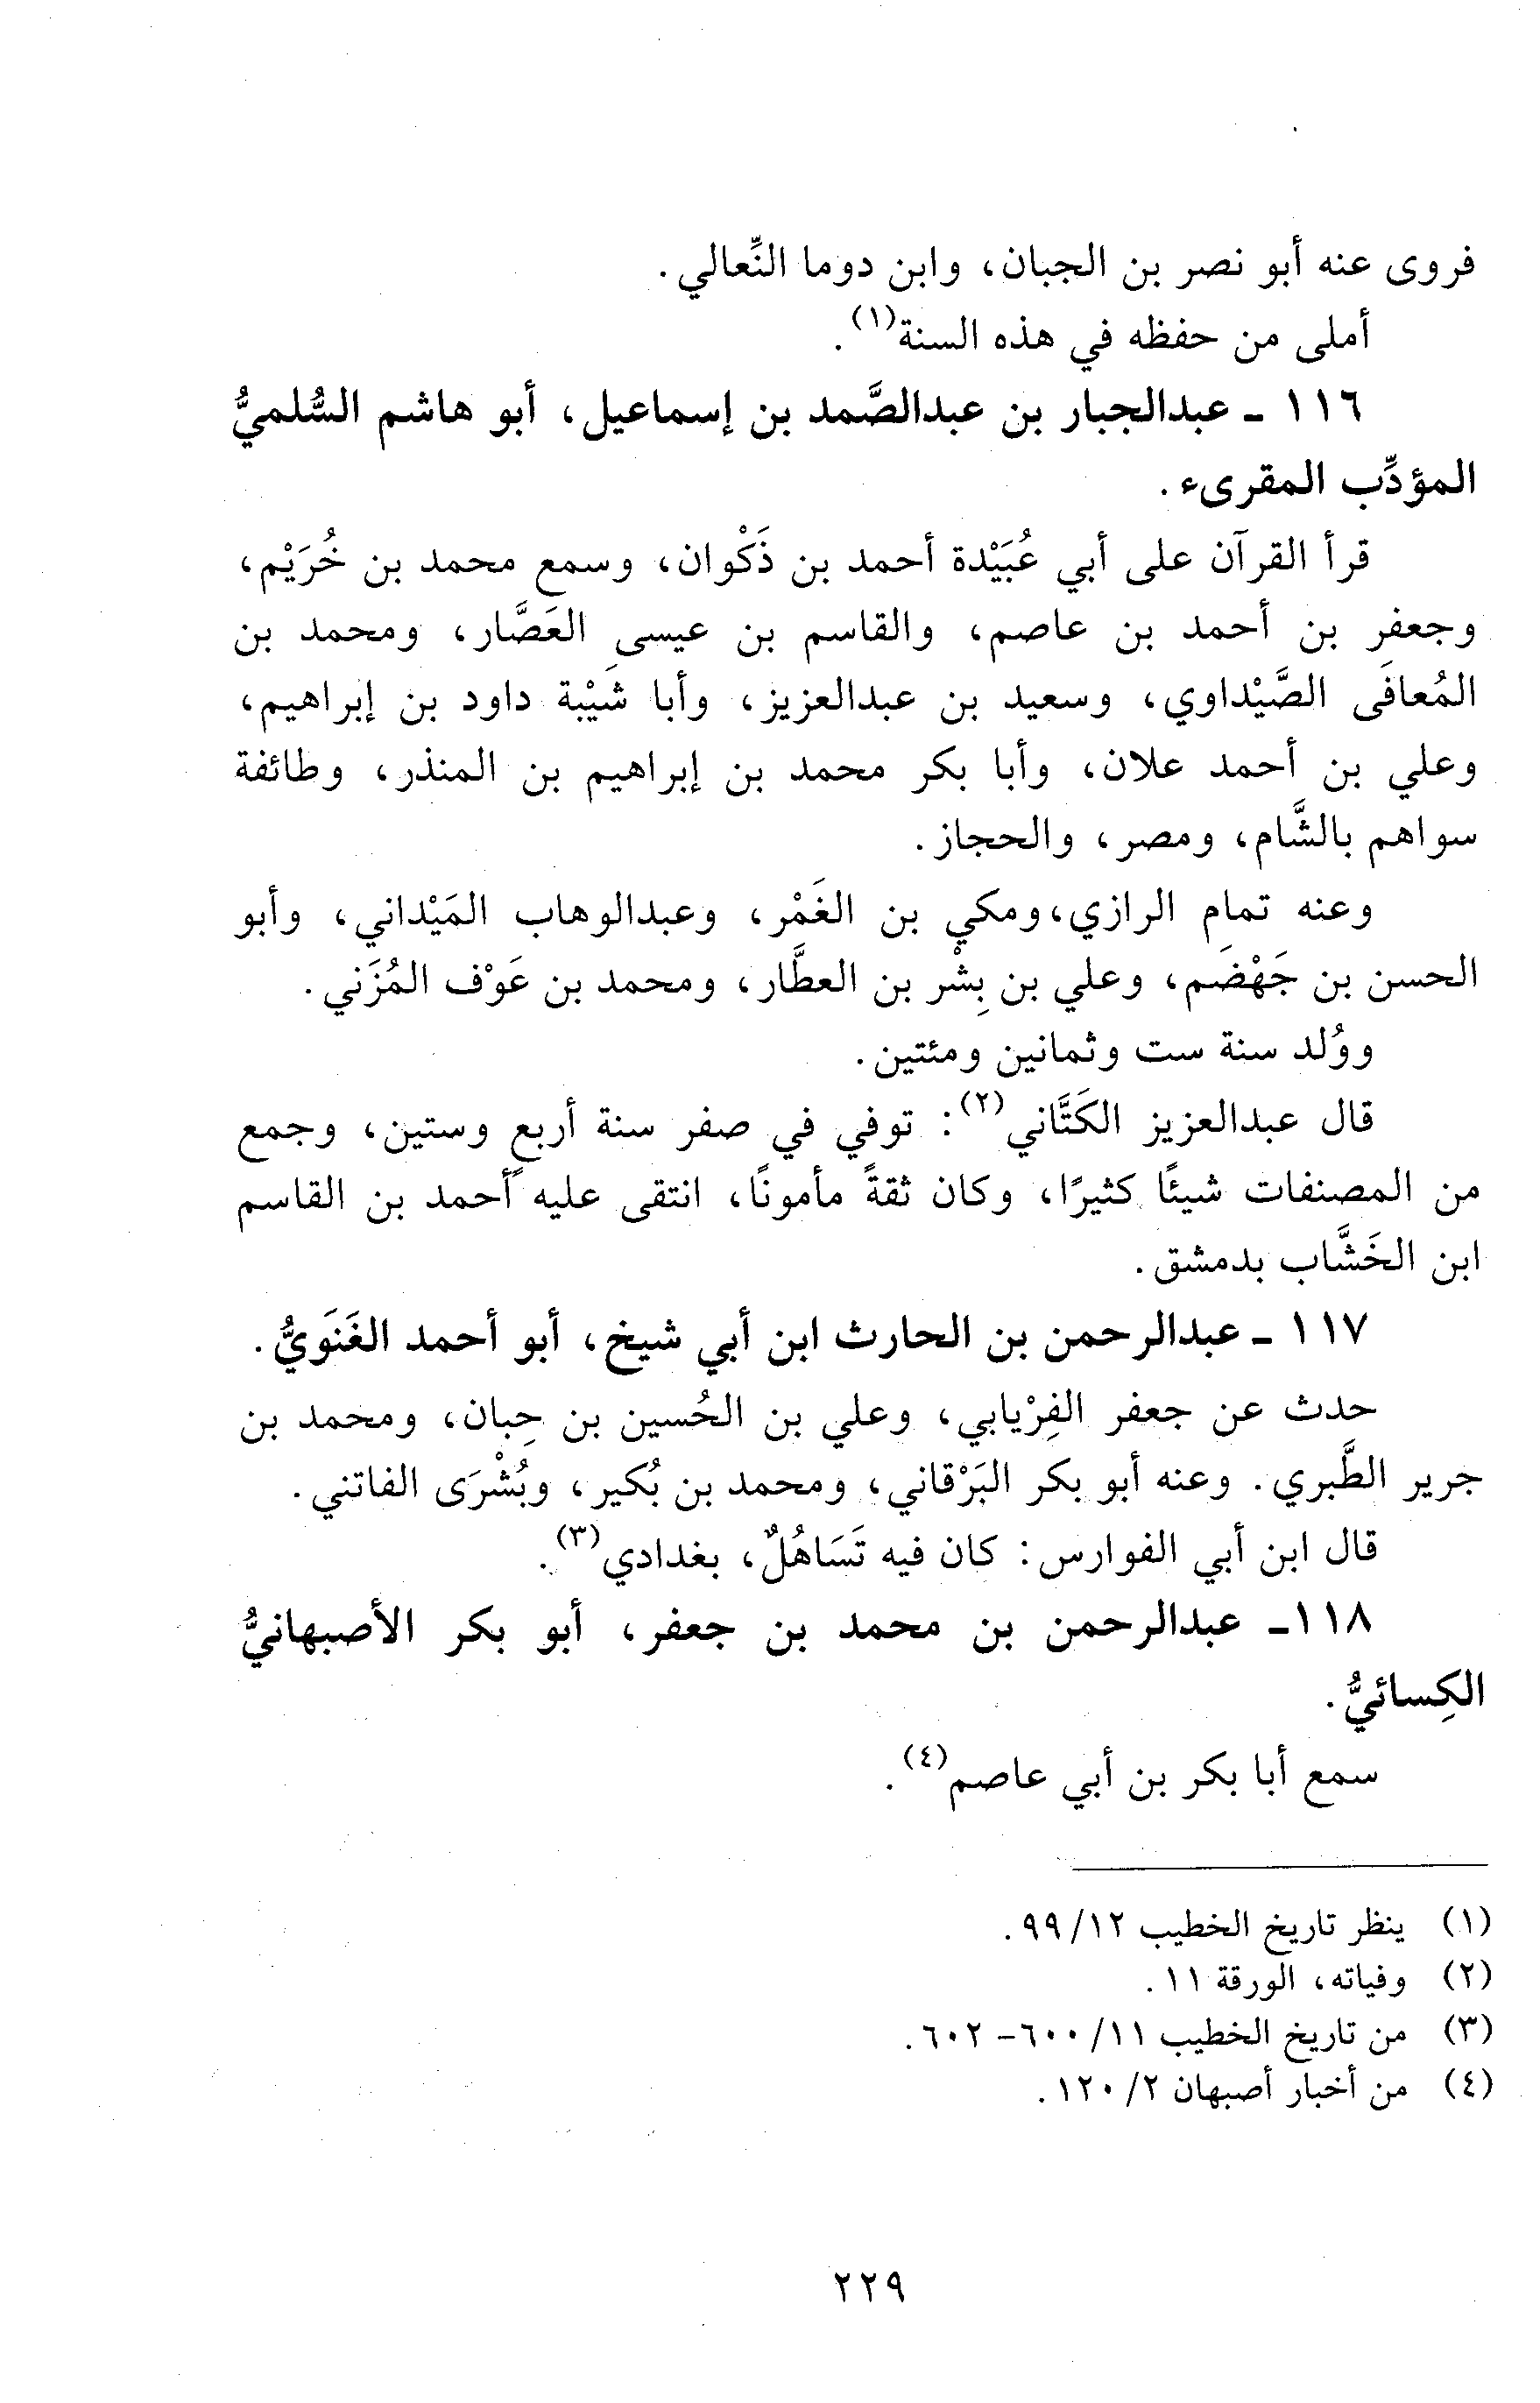 فروى عنه أبو نصر بن الجبان، وابن دوما النِّعالي.
أملى من حفظه في هذه السنة(١).
١١٦ ـ عبدالجبار بن عبدالصَّمد بن إسماعيل، أبو هاشم السُّلميُّ
المؤدِّب المقرىء.
قرأ القرآن على أبي عُبَيْدة أحمد بن ذَكْوان، وسمع محمد بن خُرَيْم،
وجعفر بن أحمد بن عاصم، والقاسم بن عيسى العَصَّار، ومحمد بن
المُعافَى الصَّيْداوي، وسعيد بن عبدالعزيز، وأبا شَيْبة داود بن إبراهيم،
وعلي بن أحمد علان، وأبا بكر محمد بن إبراهيم بن المنذر، وطائفة
سواهم بالشَّام، ومصر، والحجاز.
وعنه تمام الرازي، ومكي بن الغَمْر، وعبدالوهاب المَيْداني، وأبو
الحسن بن جَهْضَم، وعلي بن بِشْر بن العطَّار، ومحمد بن عَوْف المُزَني.
ووُلد سنة ست وثمانين ومئتين.
قال عبدالعزيز الكَتَّاني(٢): توفي في صفر سنة أربع وستين، وجمع
من المصنفات شيئًا كثيرًا، وكان ثقةً مأمونًا، انتقى عليه أحمد بن القاسم
ابن الخَشَّاب بدمشق.
١١٧ ـ عبدالرحمن بن الحارث ابن أبي شيخ، أبو أحمد الغَنَويُّ.
حدث عن جعفر الفِرْيابي، وعلي بن الحُسين بن حِبان، ومحمد بن
جرير الطَّبري. وعنه أبو بكر البَرْقاني، ومحمد بن بُكير، وبُشْرَى الفاتني.
قال ابن أبي الفوارس: كان فيه تَسَاهُلٌ، بغدادي(٣).
١١٨ـ عبدالرحمن بن محمد بن جعفر، أبو بكر الأصبهانيُّ
الكِسائيُّ.
سمع أبا بكر بن أبي عاصم(٤).
(١) ينظر تاريخ الخطيب ١٢/ ٩٩.
(٢) وفياته، الورقة ١١.
(٣) من تاريخ الخطيب ١١/ ٦٠٠- ٦٠٢.
(٤) من أخبار أصبهان ٢/ ١٢٠.
٢٢٩